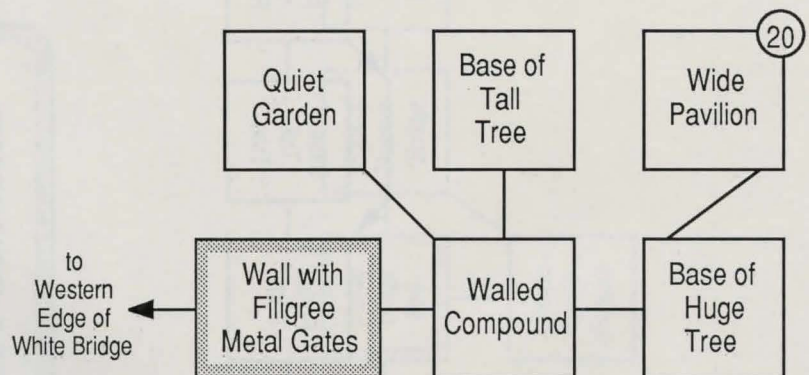 20
Quiet
Garden
Base of
Tall
Tree
Wide
Pavilion
to
Western
Edge of
White Bridge
Wall with
Filigree
Metal Gates
Walled
Compound
Base of
Huge
Tree